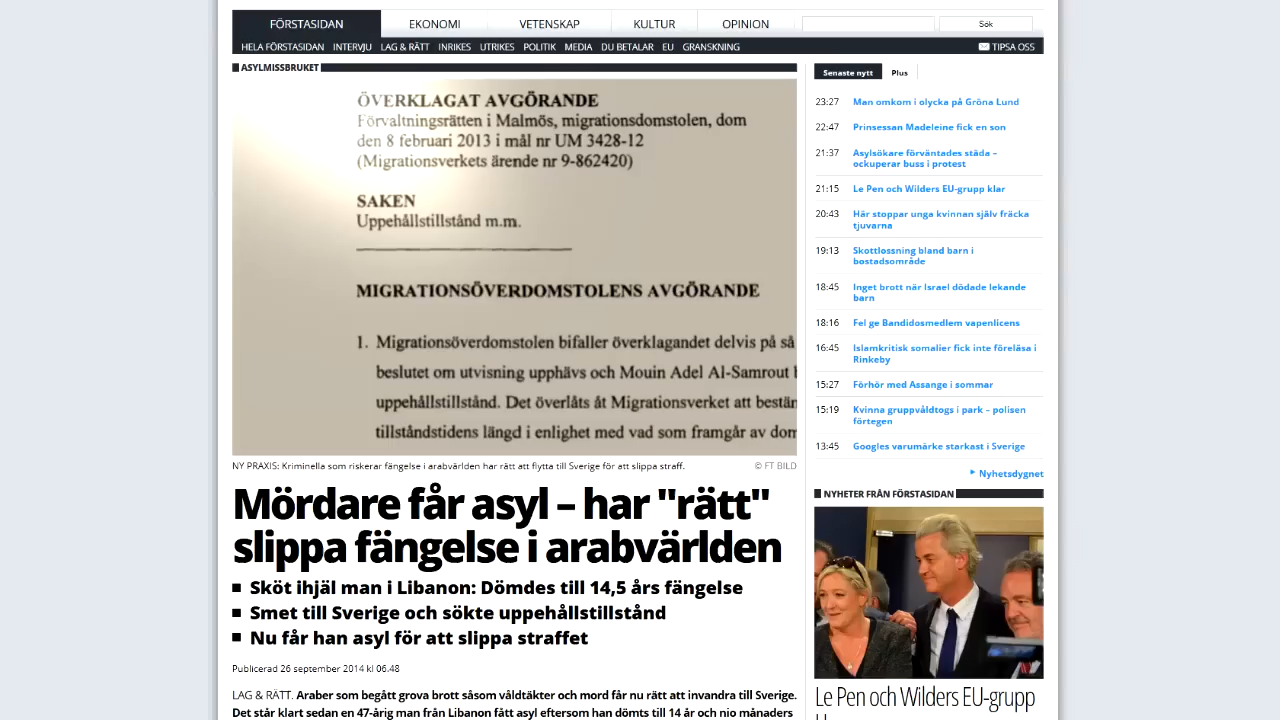 FÖRSTASIDAN EKONOMI VETENSKAP KULTUR OPINION Sök
HELA FÖRSTASIDAN INTERVJU LAG & RÄTT INRIKES UTRIKES POLITIK MEDIA DU BETALAR EU GRANSKNING TIPSA OSS
ASYLMISSBRUKET
ÖVERKLAGAT AVGÖRANDE
Förvaltningsrätten i Malmös, migrationsdomstolen, dom
den 8 februari 2013 i mål nr UM 3428-12
(Migrationsverkets ärende nr 9-862420)
SAKEN
Uppehållstillstånd m.m.
MIGRATIONSÖVERDOMSTOLENS AVGÖRANDE
1. Migrationsöverdomstolen bifaller överklagandet delvis på så
beslutet om utvisning upphävs och Mouin Adel Al-Samrout
uppehållstillstånd. Det överlåts åt Migrationsverket att bestän
tillståndstidens längd i enlighet med vad som framgår av dom
NY PRAXIS: Kriminella som riskerar fängelse i arabvärlden har rätt att flytta till Sverige för att slippa straff. © FT BILD
Mördare får asyl – har "rätt"
slippa fängelse i arabvärlden
Sköt ihjäl man i Libanon: Dömdes till 14,5 års fängelse
Smet till Sverige och sökte uppehållstillstånd
Nu får han asyl för att slippa straffet
Publicerad 26 september 2014 kl 06.48
LAG & RÄTT. Araber som begått grova brott såsom våldtäkter och mord får nu rätt att invandra till Sverige.
Det står klart sedan en 47-årig man från Libanon fått asyl eftersom han dömts till 14 år och nio månaders
Senaste nytt Plus
23:27 Man omkom i olycka på Gröna Lund
22:47 Prinsessan Madeleine fick en son
21:37 Asylsökare förväntades städa –
ockuperar buss i protest
21:15 Le Pen och Wilders EU-grupp klar
20:43 Här stoppar unga kvinnan själv fräcka
tjuvarna
19:13 Skottlossning bland barn i
bostadsområde
18:45 Inget brott när Israel dödade lekande
barn
18:16 Fel ge Bandidosmedlem vapenlicens
16:45 Islamkritisk somalier fick inte föreläsa i
Rinkeby
15:27 Förhör med Assange i sommar
15:19 Kvinna gruppvåldtogs i park – polisen
förtegen
13:45 Googles varumärke starkast i Sverige
Nyhetsdygnet
NYHETER FRÅN FÖRSTASIDAN
Le Pen och Wilders EU-grupp